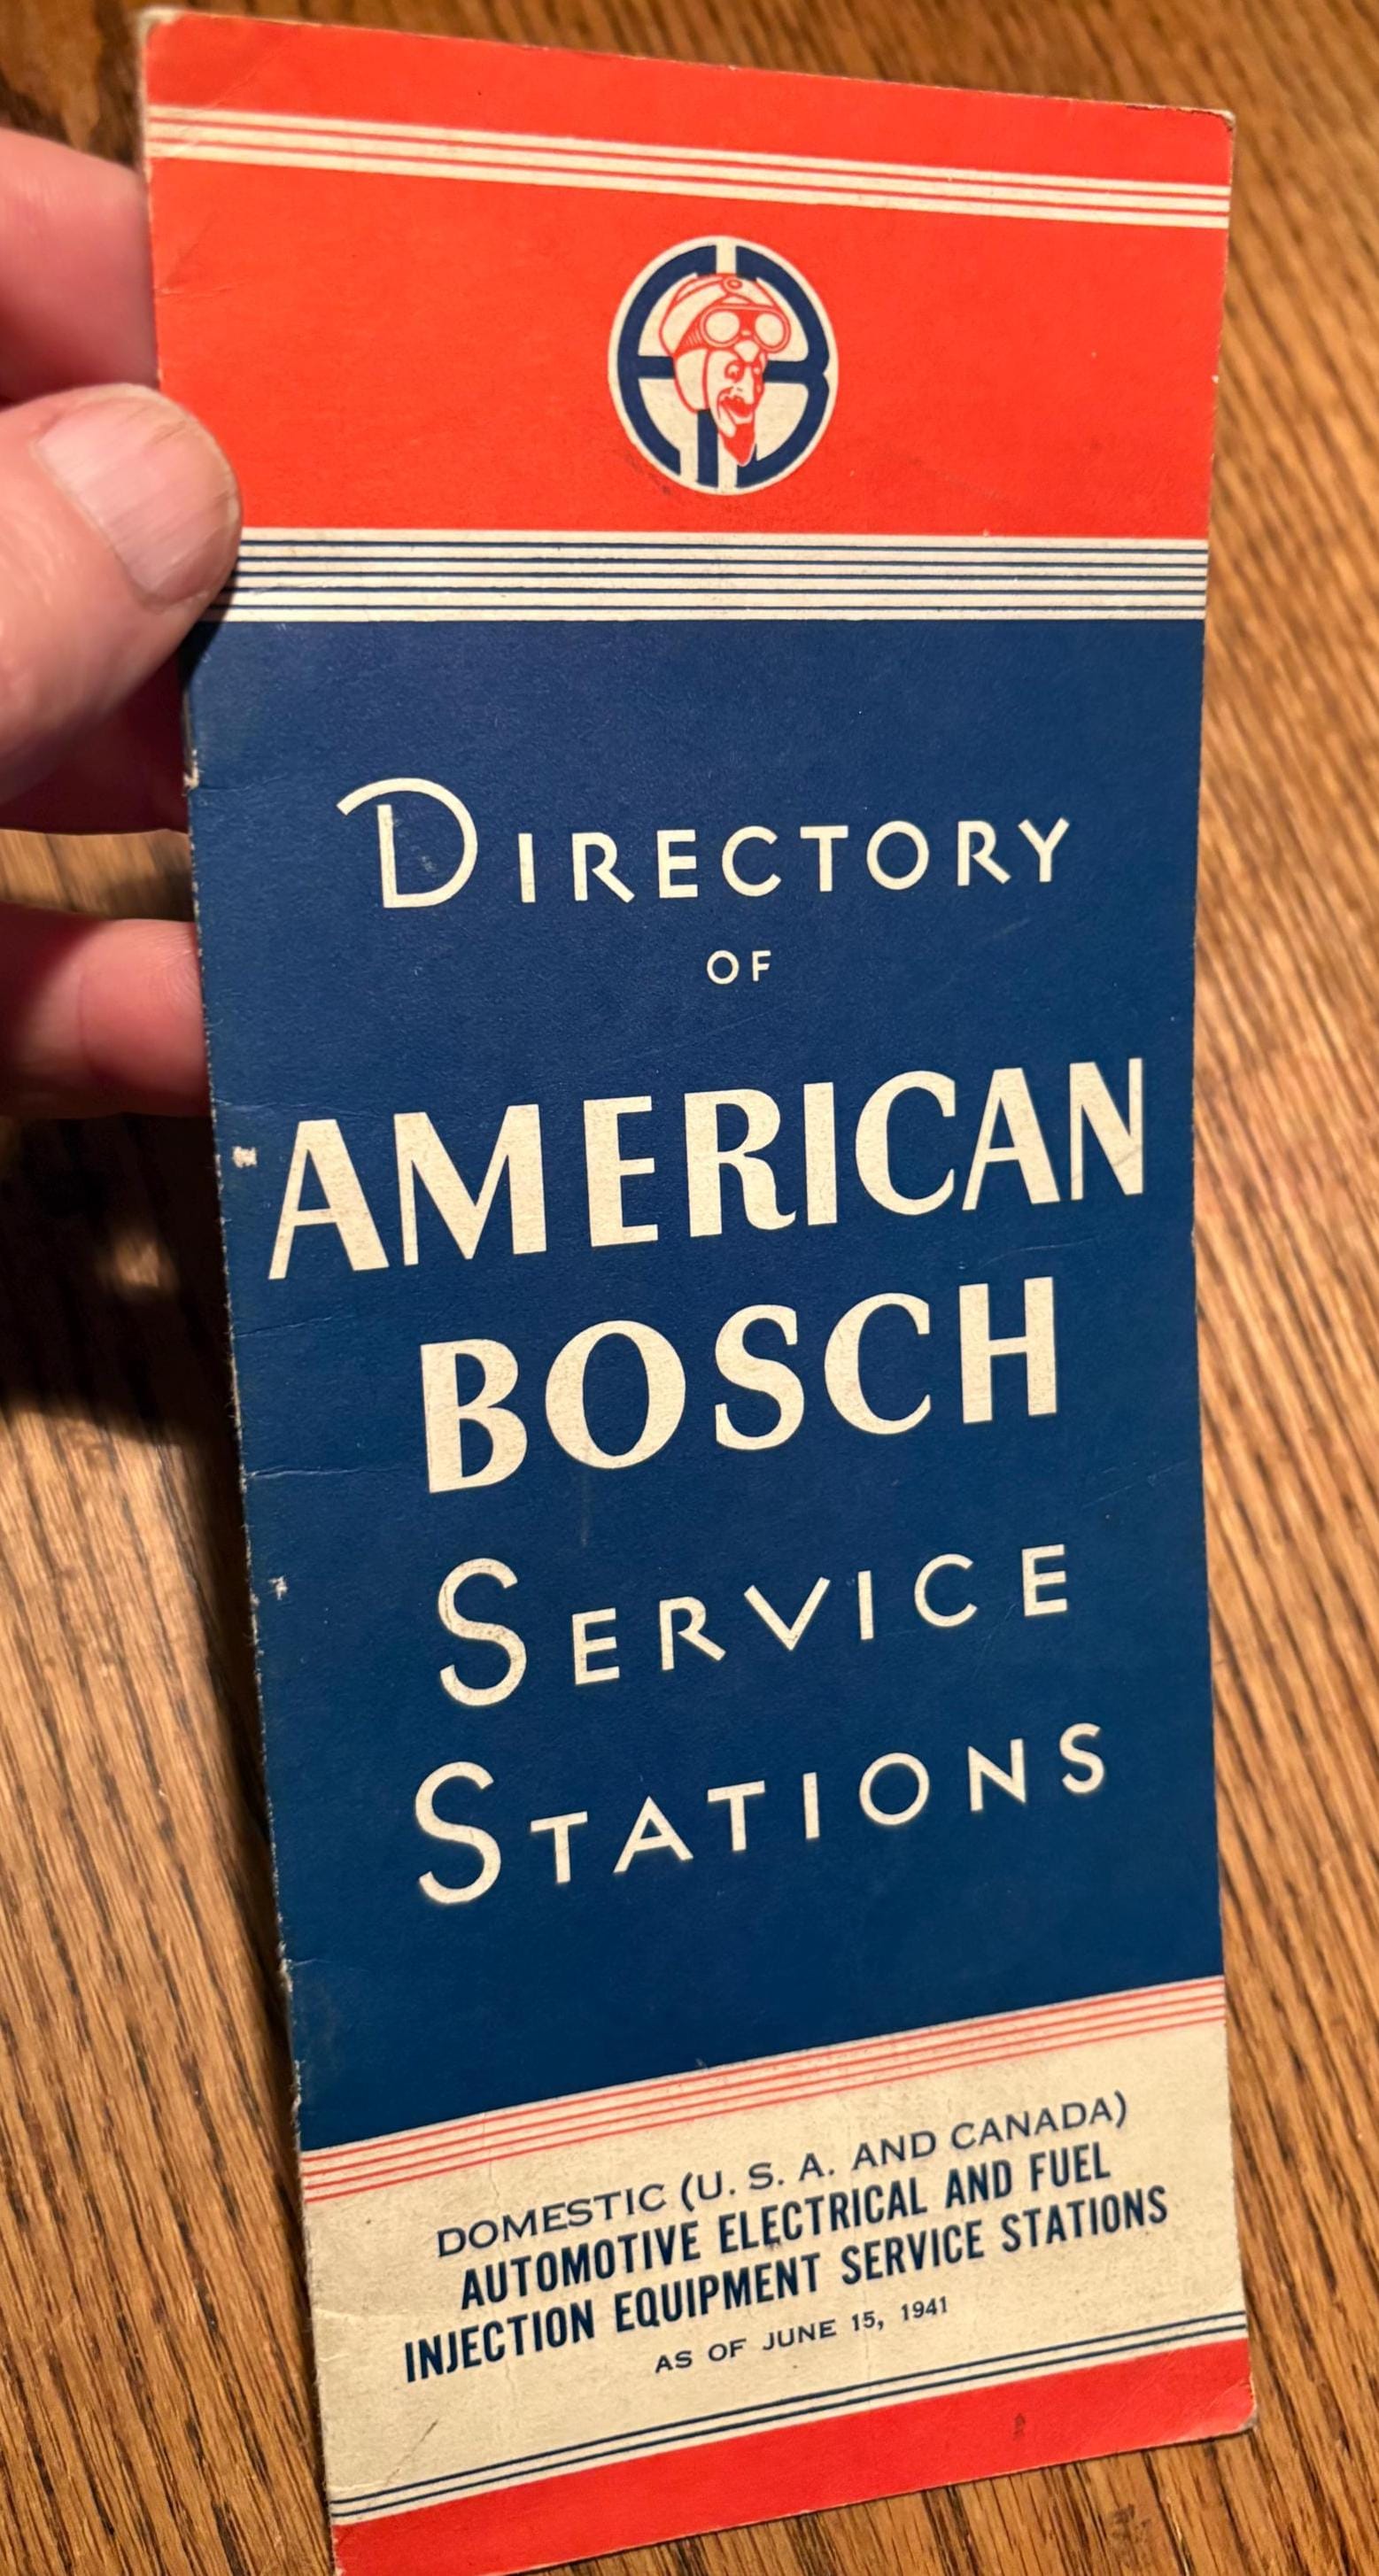 AB
DIRECTORY
OF
AMERICAN
BOSCH
SERVICE
STATIONS
DOMESTIC (U. S. A. AND CANADA)
AUTOMOTIVE ELECTRICAL AND FUEL
INJECTION EQUIPMENT SERVICE STATIONS
AS OF JUNE 15, 1941